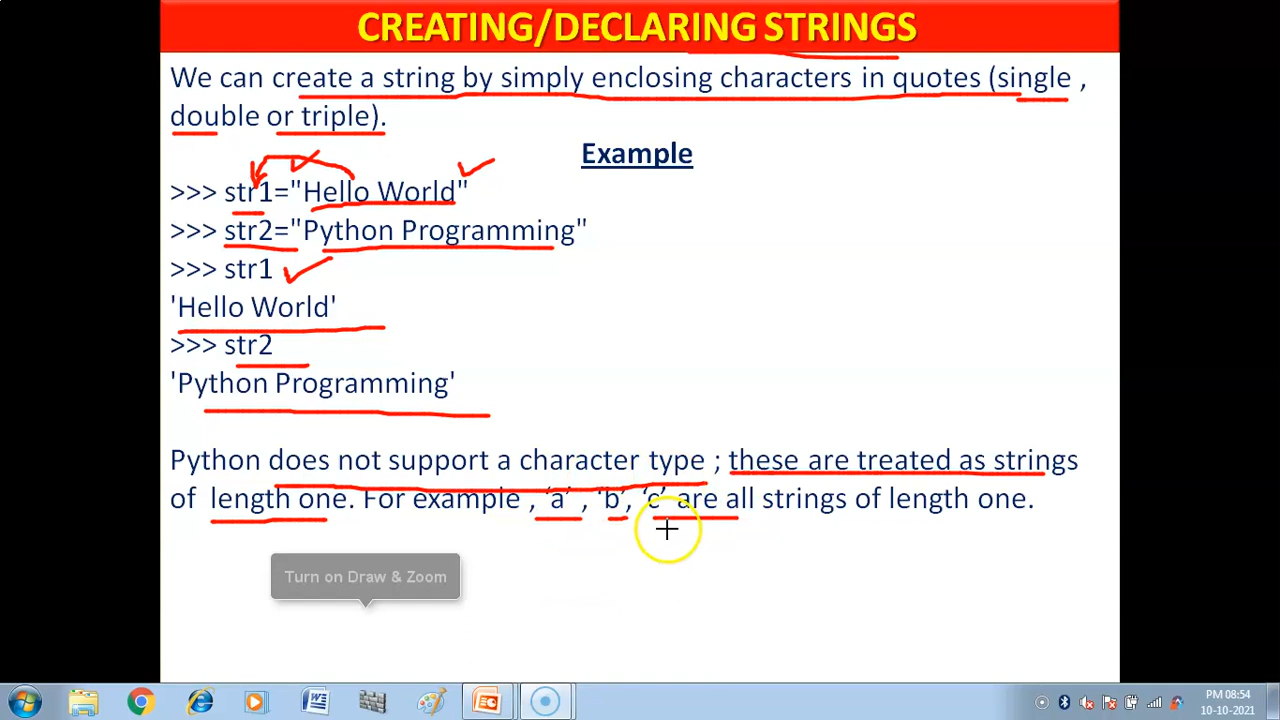 CREATING/DECLARING STRINGS
We can create a string by simply enclosing characters in quotes (single ,
double or triple).
Example
>>> str1="Hello World"
>>> str2="Python Programming"
>>> str1
'Hello World'
>>> str2
'Python Programming'
Python does not support a character type ; these are treated as strings
of length one. For example , ‘a’ , ‘b’, ‘c’ are all strings of length one.
Turn on Draw & Zoom
PM 08:54
10-10-2021